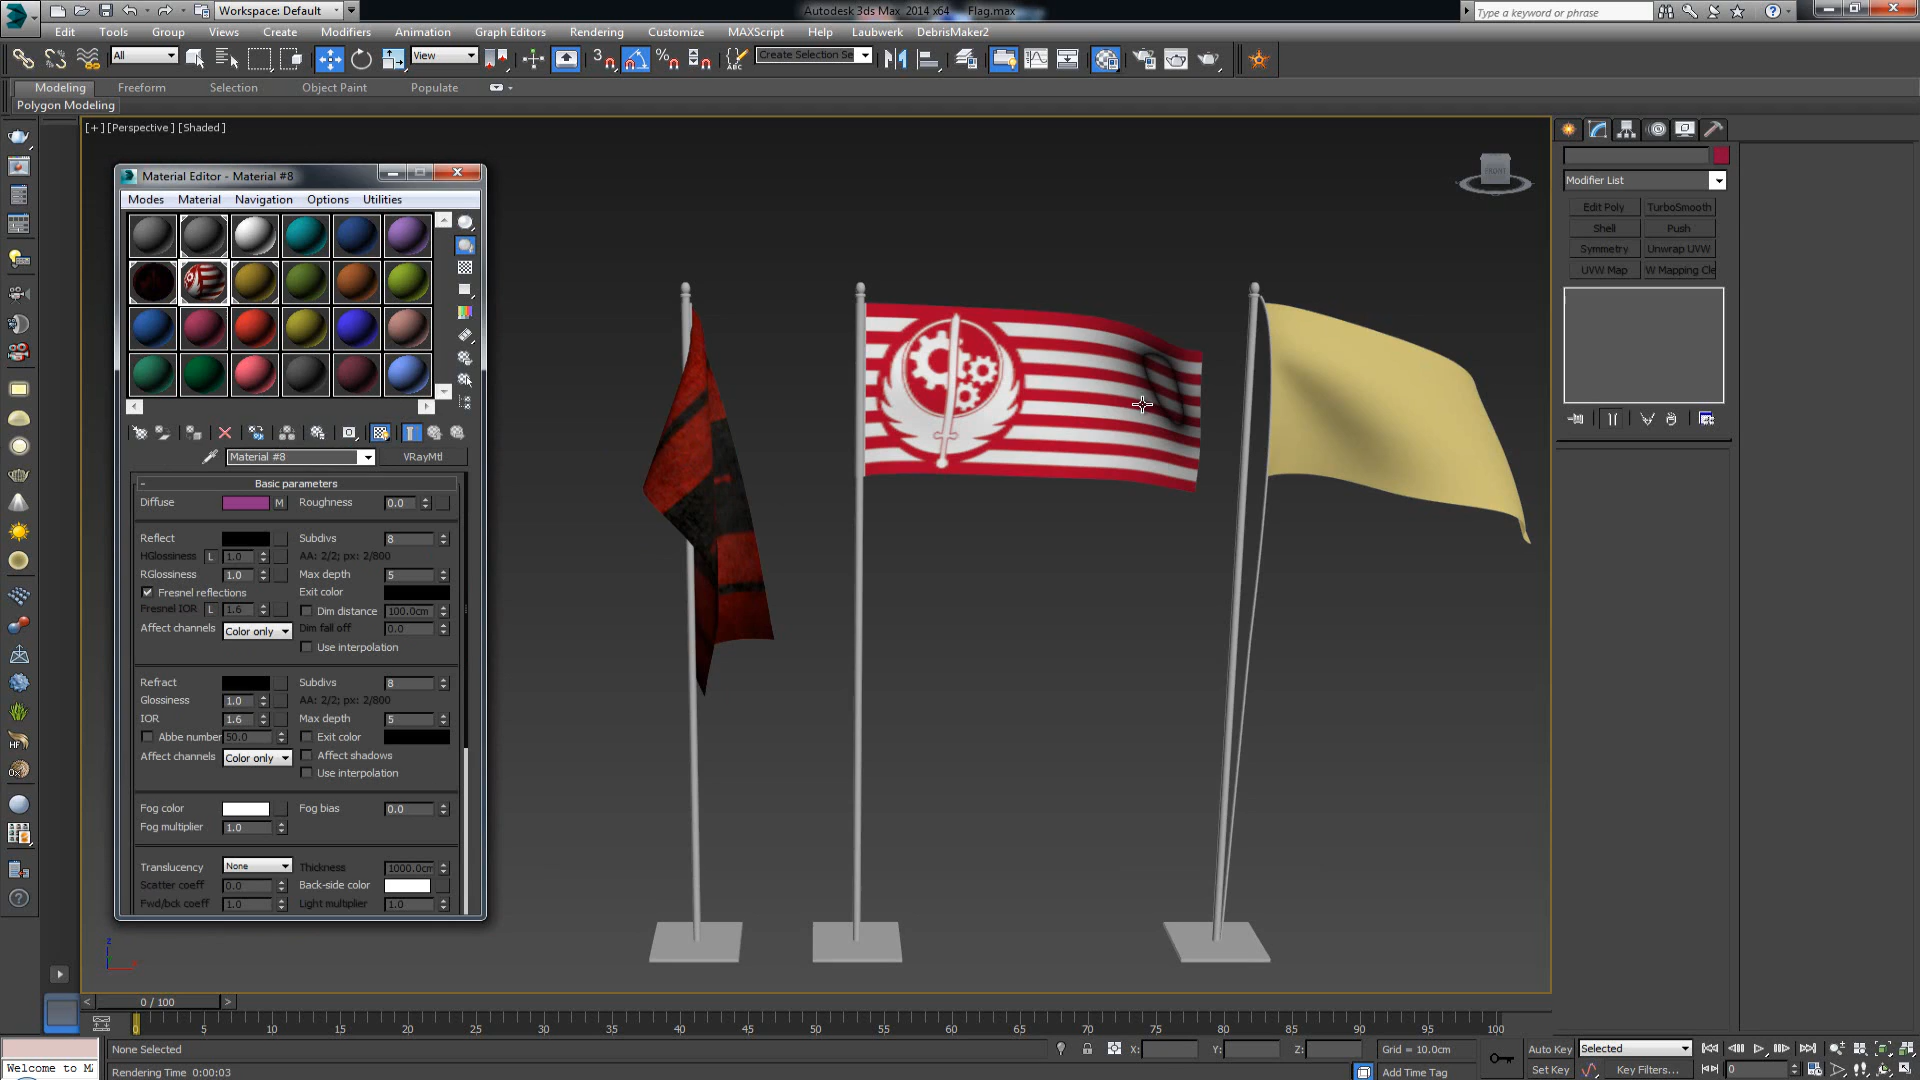 Workspace: Default
Autodesk 3ds Max 2014 x64 Flag.max
Type a keyword or phrase
Edit Tools Group Views Create Modifiers Animation Graph Editors Rendering Customize MAXScript Help Laubwerk DebrisMaker2
All
View
Create Selection Se
Modeling Freeform Selection Object Paint Populate
Polygon Modeling
[+] [Perspective] [Shaded]
FRONT
Material Editor - Material #8
Modes Material Navigation Options Utilities
Material #8
VRayMtl
- Basic parameters
Diffuse M Roughness 0.0
Reflect Subdivs 8
HGlossiness L 1.0 AA: 2/2; px: 2/800
RGlossiness 1.0 Max depth 5
Fresnel reflections Exit color
Fresnel IOR L 1.6 Dim distance 100.0cm
Affect channels Color only Dim fall off 0.0
Use interpolation
Refract Subdivs 8
Glossiness 1.0 AA: 2/2; px: 2/800
IOR 1.6 Max depth 5
Abbe number 50.0 Exit color
Affect channels Color only Affect shadows
Use interpolation
Fog color Fog bias 0.0
Fog multiplier 1.0
Translucency None Thickness 1000.0cm
Scatter coeff 0.0 Back-side color
Fwd/bck coeff 1.0 Light multiplier 1.0
Modifier List
Edit Poly TurboSmooth
Shell Push
Symmetry Unwrap UVW
UVW Map W Mapping Cle
z
0 / 100
0 5 10 15 20 25 30 35 40 45 50 55 60 65 70 75 80 85 90 95 100
None Selected X: Y: Z: Grid = 10.0cm Auto Key Selected
Welcome to MA Rendering Time 0:00:03 Add Time Tag Set Key Key Filters... 0